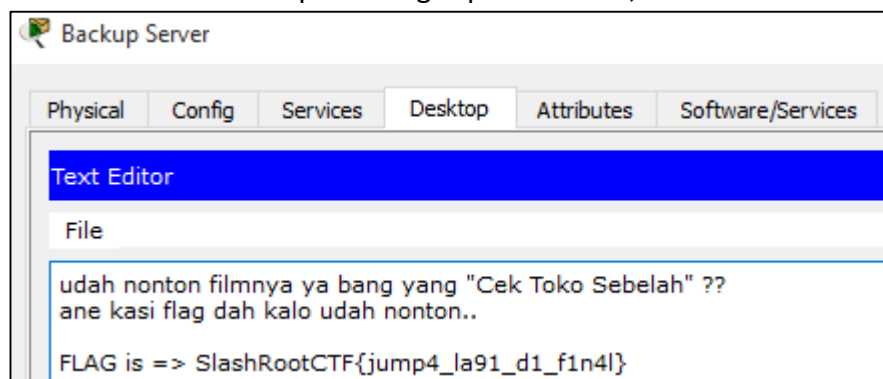 Backup Server
Physical Config Services Desktop Attributes Software/Services
Text Editor
File
udah nonton filmnya ya bang yang "Cek Toko Sebelah" ??
ane kasi flag dah kalo udah nonton..
FLAG is => SlashRootCTF{jump4_la91_d1_f1n4l}